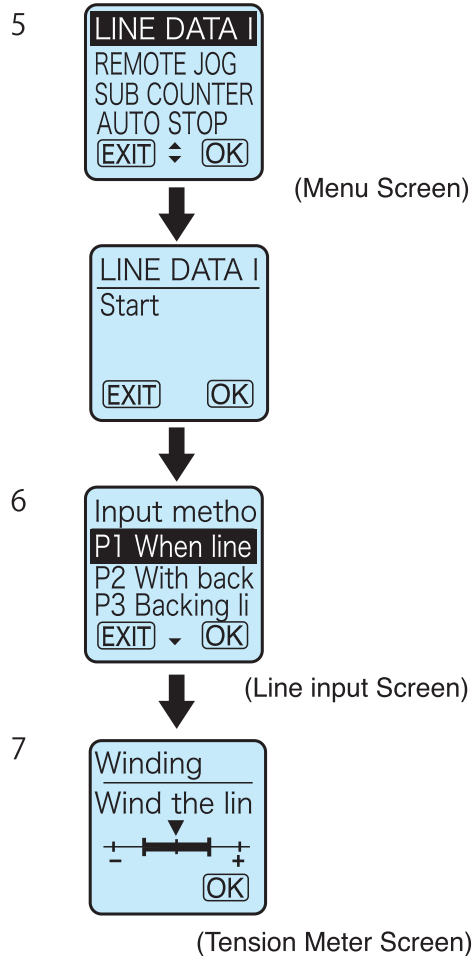 5
LINE DATA I
REMOTE JOG
SUB COUNTER
AUTO STOP
EXIT OK
(Menu Screen)
LINE DATA I
Start
EXIT OK
6
Input metho
P1 When line
P2 With back
P3 Backing li
EXIT OK
(Line input Screen)
7
Winding
Wind the lin
- +
OK
(Tension Meter Screen)